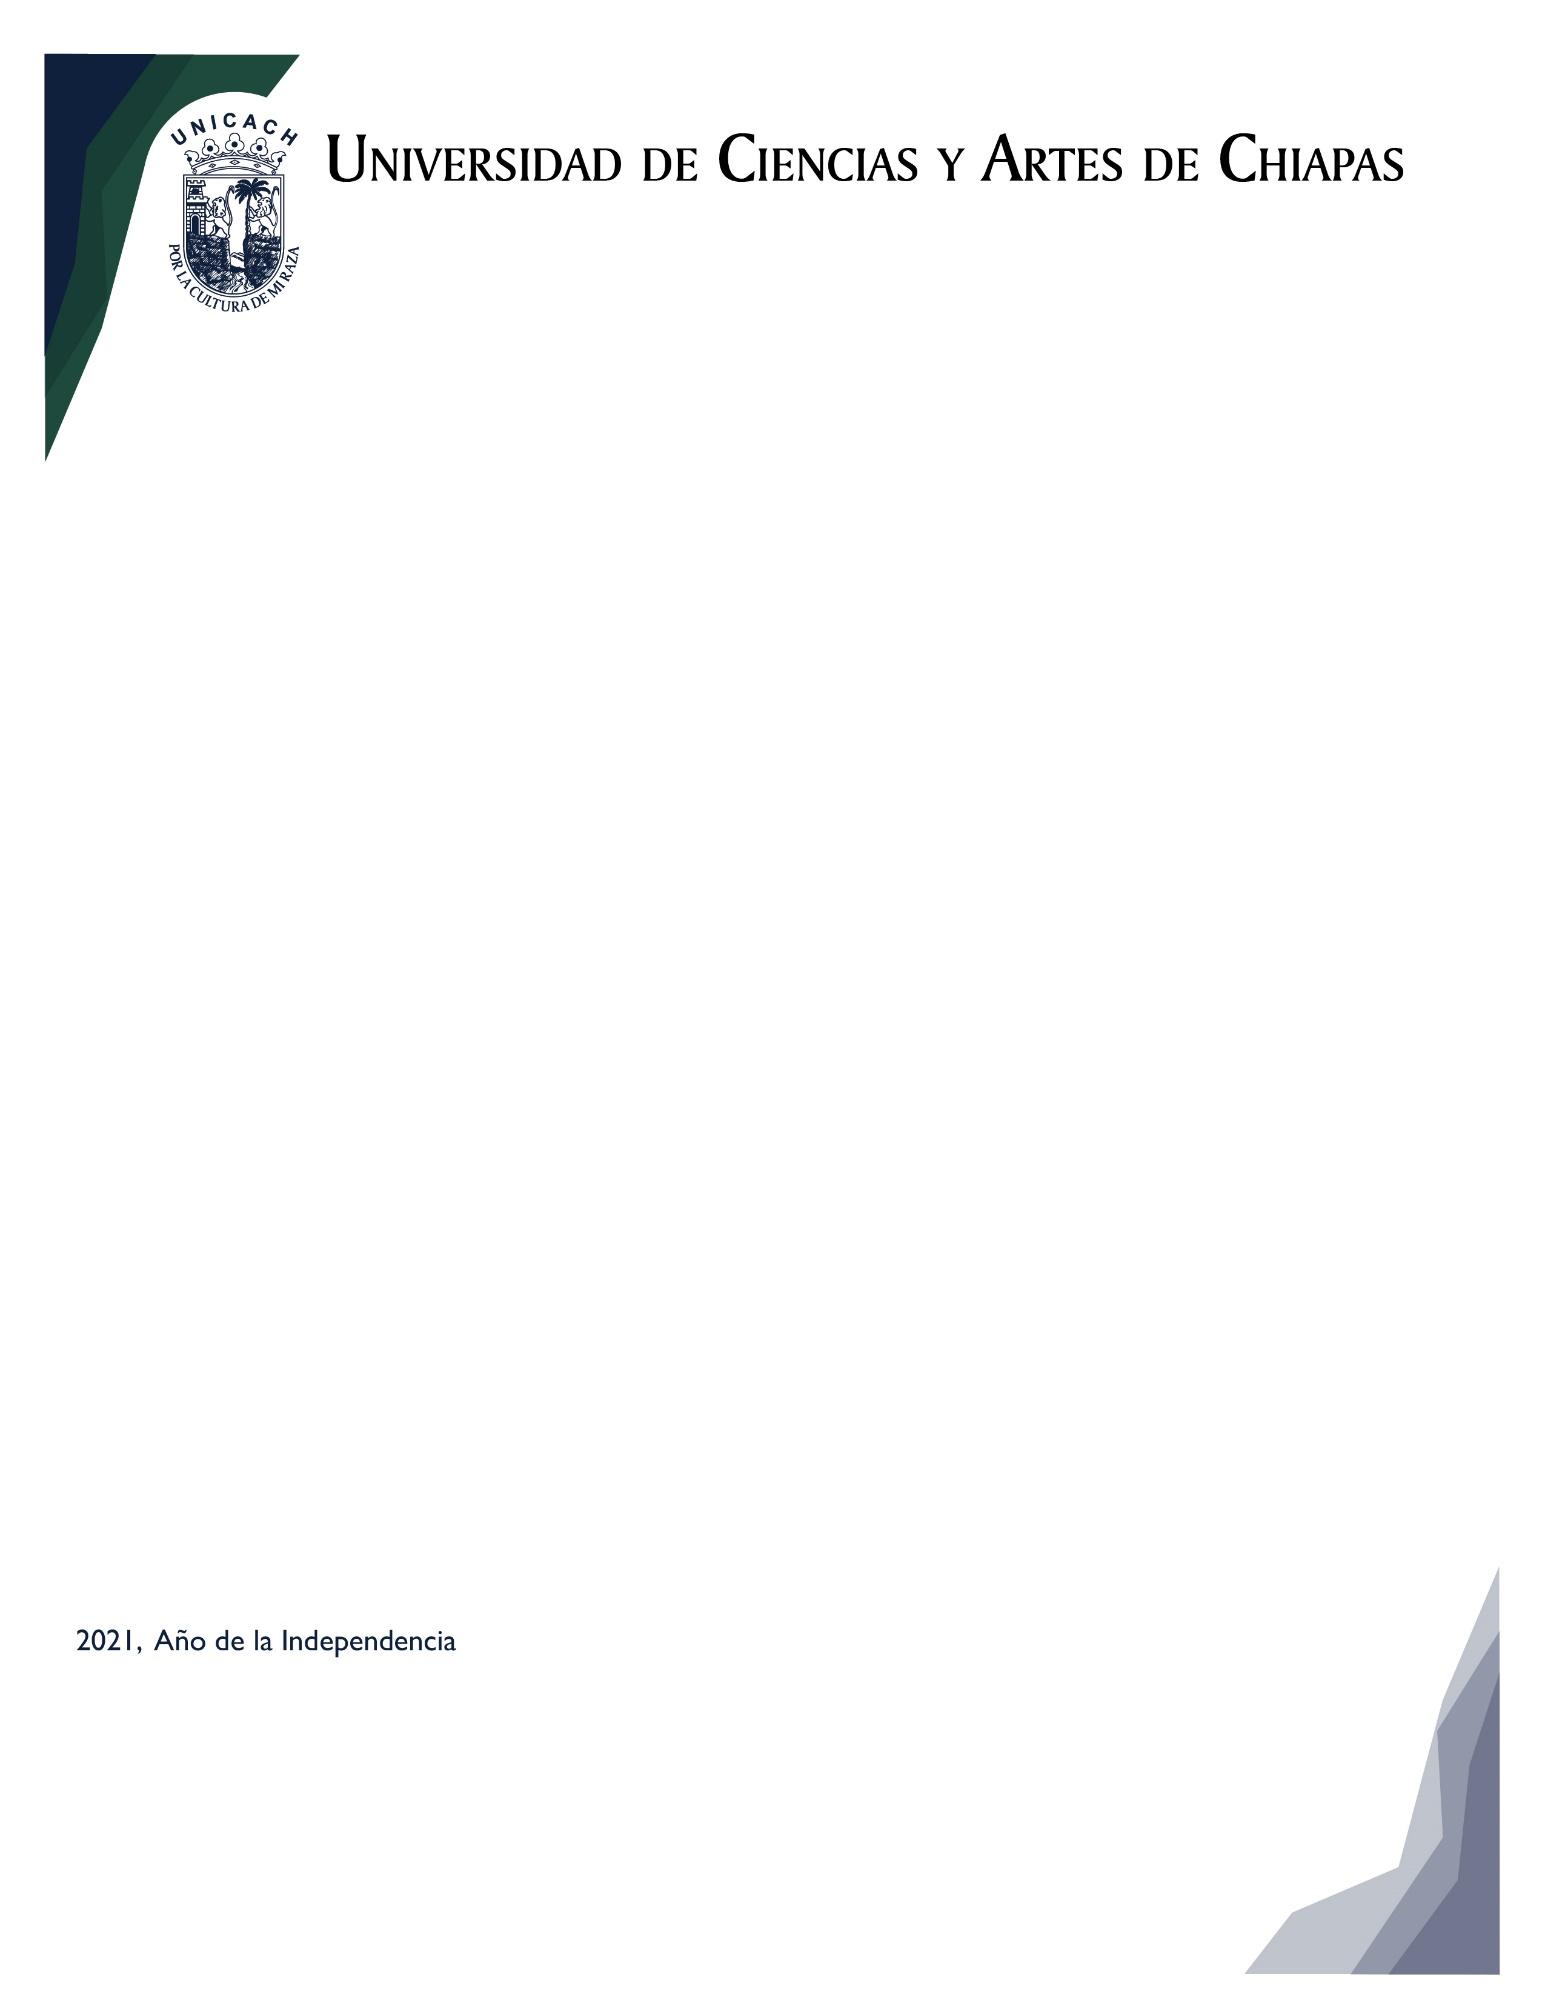 UNICACH
UNIVERSIDAD DE CIENCIAS Y ARTES DE CHIAPAS
POR LA CULTURA DE MI RAZA
2021, Año de la Independencia